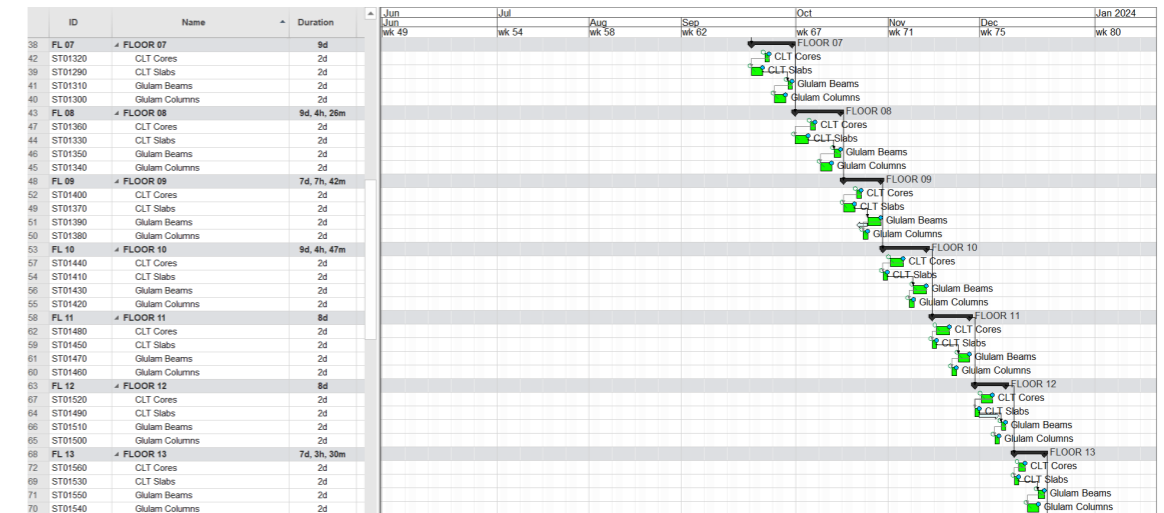 ID Name Duration
Jun Jul Oct Jan 2024
Jun Aug Sep Nov Dec
wk 49 wk 54 wk 58 wk 62 wk 67 wk 71 wk 75 wk 80
38 FL 07 FLOOR 07 9d FLOOR 07
42 ST01320 CLT Cores 2d CLT Cores
39 ST01290 CLT Slabs 2d CLT Slabs
41 ST01310 Glulam Beams 2d Glulam Beams
40 ST01300 Glulam Columns 2d Glulam Columns
43 FL 08 FLOOR 08 9d, 4h, 26m FLOOR 08
47 ST01360 CLT Cores 2d CLT Cores
44 ST01330 CLT Slabs 2d CLT Slabs
46 ST01350 Glulam Beams 2d Glulam Beams
45 ST01340 Glulam Columns 2d Glulam Columns
48 FL 09 FLOOR 09 7d, 7h, 42m FLOOR 09
52 ST01400 CLT Cores 2d CLT Cores
49 ST01370 CLT Slabs 2d CLT Slabs
51 ST01390 Glulam Beams 2d Glulam Beams
50 ST01380 Glulam Columns 2d Glulam Columns
53 FL 10 FLOOR 10 9d, 4h, 47m FLOOR 10
57 ST01440 CLT Cores 2d CLT Cores
54 ST01410 CLT Slabs 2d CLT Slabs
56 ST01430 Glulam Beams 2d Glulam Beams
55 ST01420 Glulam Columns 2d Glulam Columns
58 FL 11 FLOOR 11 8d FLOOR 11
62 ST01480 CLT Cores 2d CLT Cores
59 ST01450 CLT Slabs 2d CLT Slabs
61 ST01470 Glulam Beams 2d Glulam Beams
60 ST01460 Glulam Columns 2d Glulam Columns
63 FL 12 FLOOR 12 8d FLOOR 12
67 ST01520 CLT Cores 2d CLT Cores
64 ST01490 CLT Slabs 2d CLT Slabs
66 ST01510 Glulam Beams 2d Glulam Beams
65 ST01500 Glulam Columns 2d Glulam Columns
68 FL 13 FLOOR 13 7d, 3h, 30m FLOOR 13
72 ST01560 CLT Cores 2d CLT Cores
69 ST01530 CLT Slabs 2d CLT Slabs
71 ST01550 Glulam Beams 2d Glulam Beams
70 ST01540 Glulam Columns 2d Glulam Columns